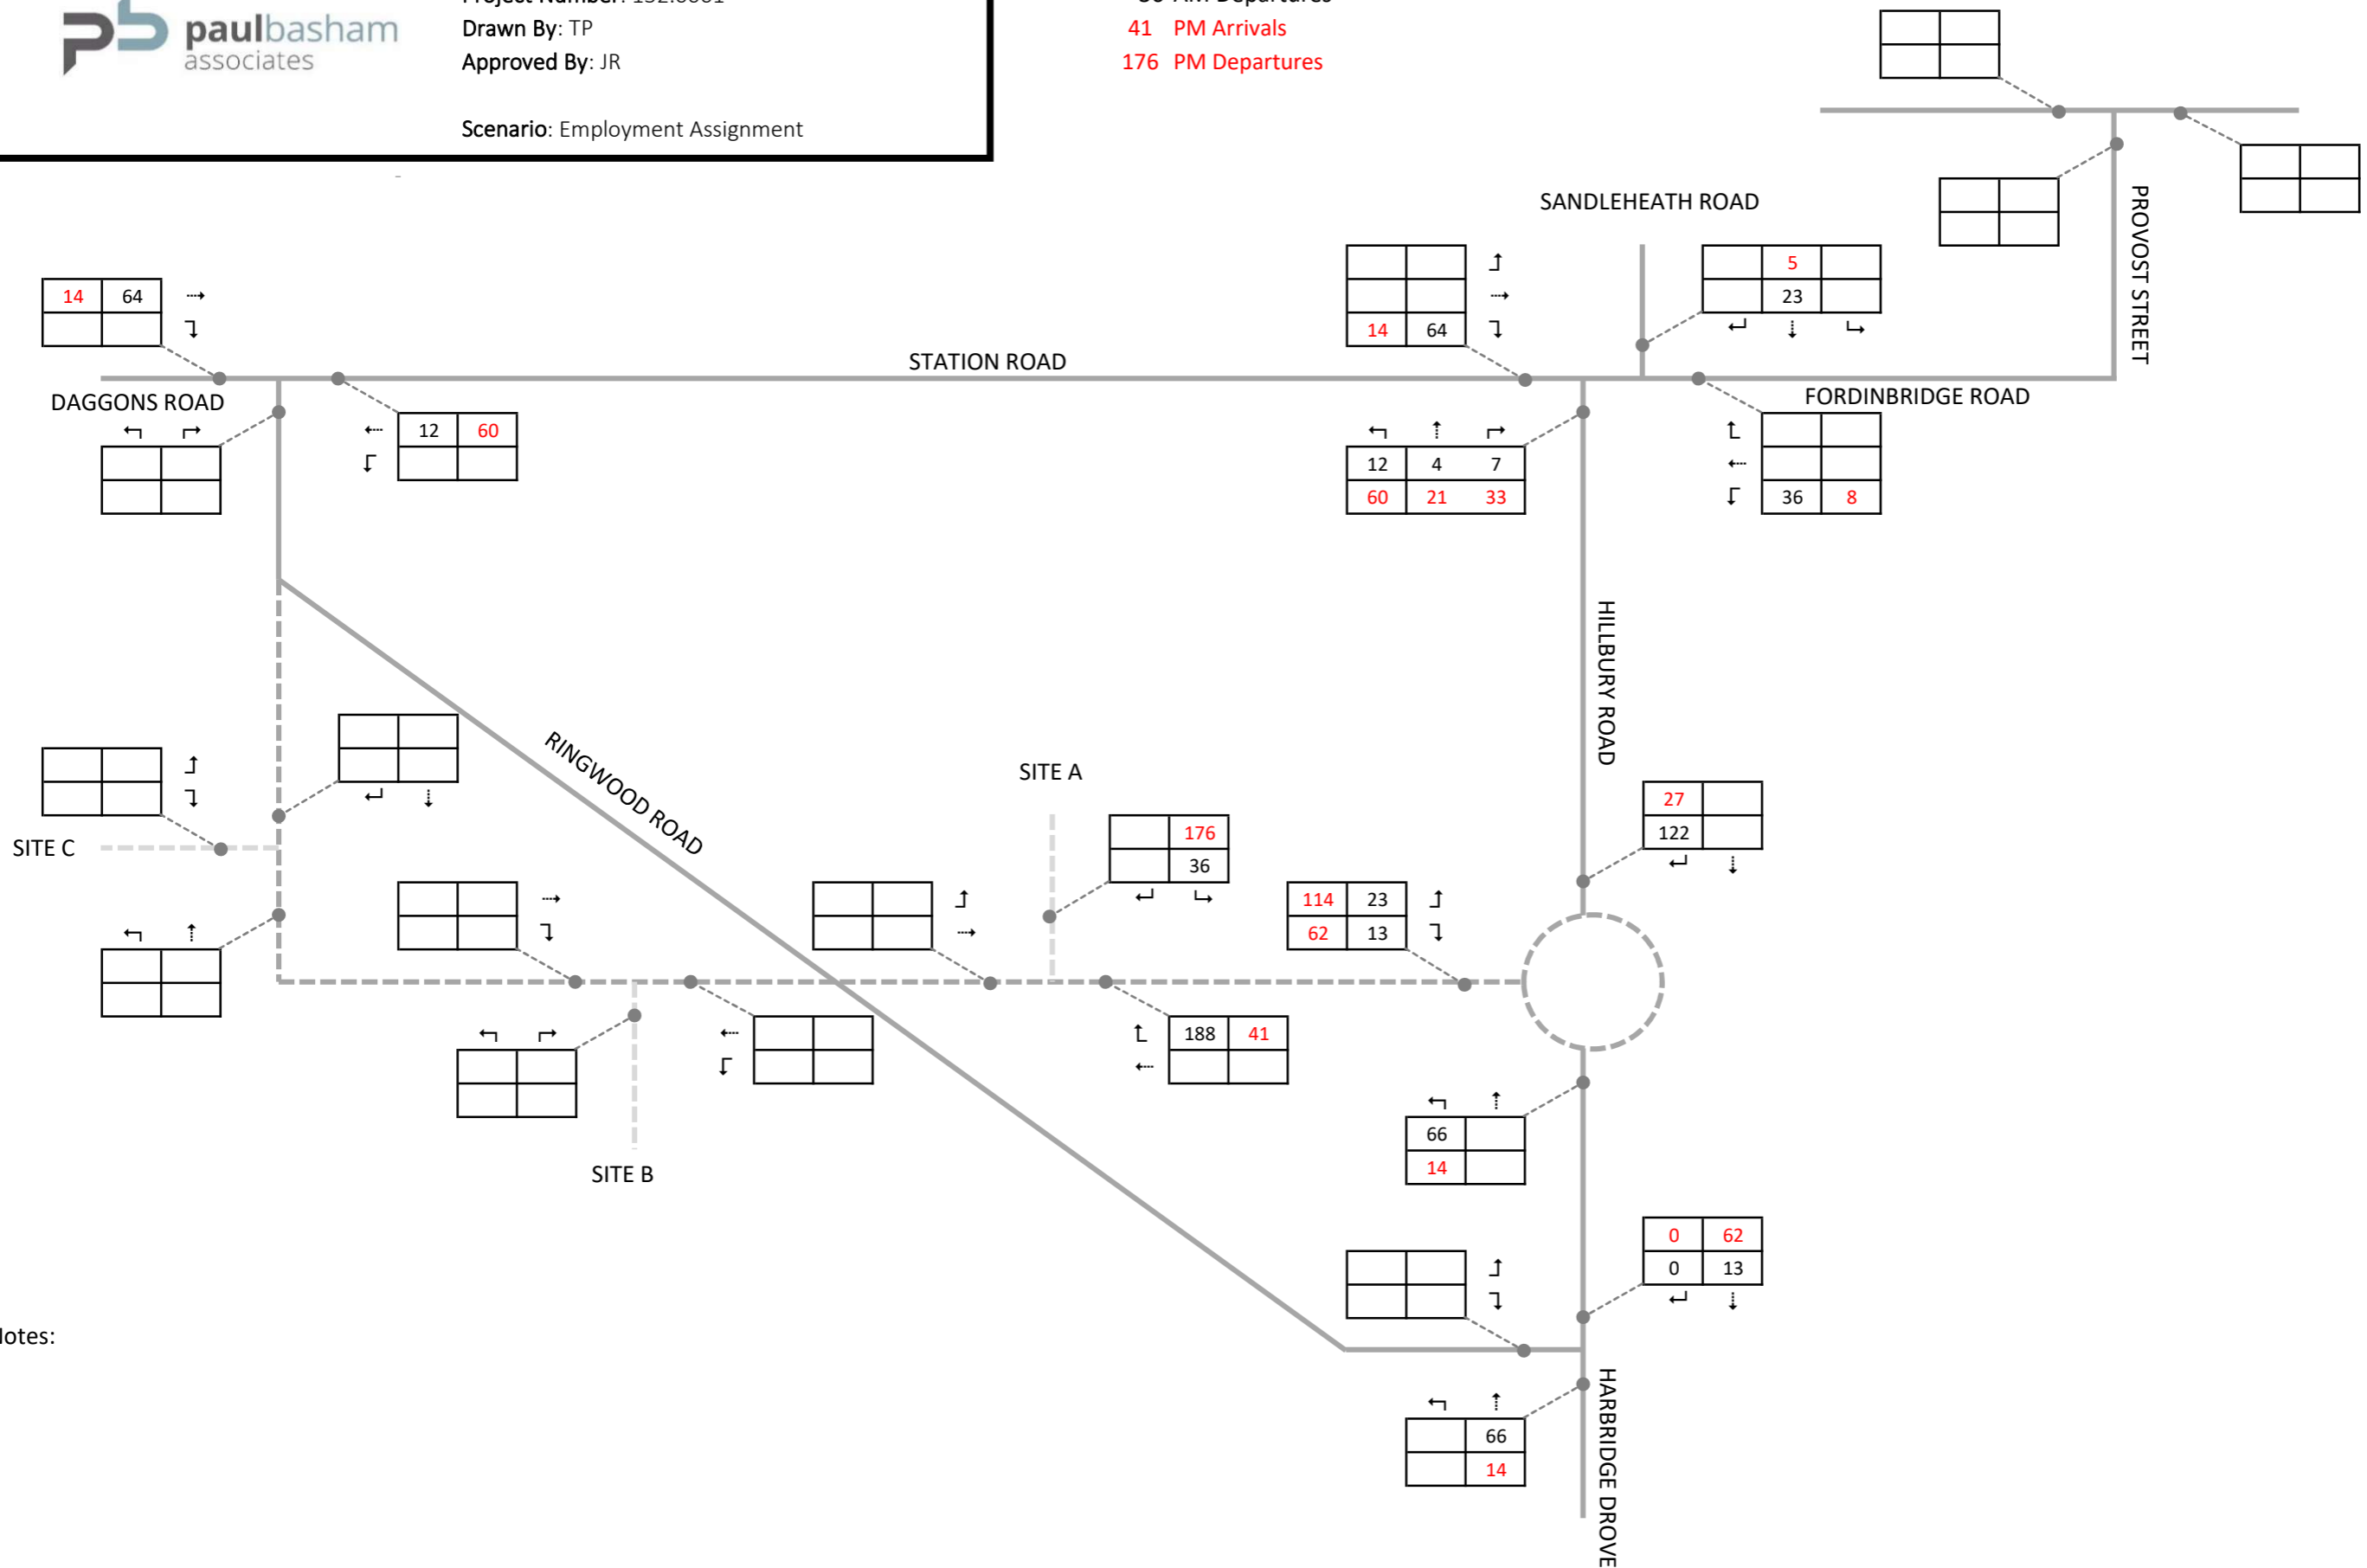 paulbasham
associates
Drawn By: TP
Approved By: JR
Scenario: Employment Assignment
AM Departures
41 PM Arrivals
176 PM Departures
SANDLEHEATH ROAD
PROVOST STREET
5
23
14 64
14 64
STATION ROAD
DAGGONS ROAD
FORDINBRIDGE ROAD
12 60
12 4 7
60 21 33
36 8
HILLBURY ROAD
RINGWOOD ROAD
SITE A
27
122
176
36
SITE C
114 23
62 13
188 41
66
14
SITE B
0 62
0 13
66
14
HARBRIDGE DROVE